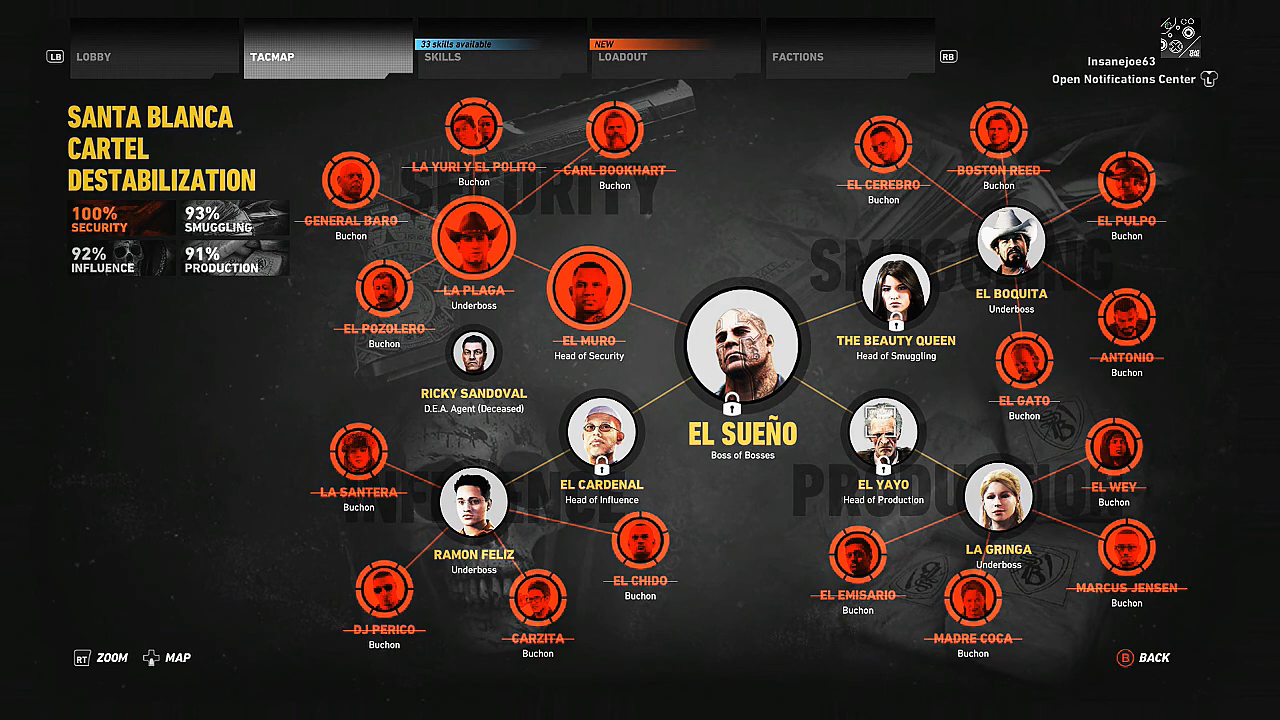 LB
LOBBY
TACMAP
33 skills available
SKILLS
NEW
LOADOUT
FACTIONS
RB
Insanejoe63
Open Notifications Center L
SANTA BLANCA
CARTEL
DESTABILIZATION
100%
SECURITY
93%
SMUGGLING
92%
INFLUENCE
91%
PRODUCTION
SECURITY
SMUGGLING
INFLUENCE
PRODUCTION
LA YURI Y EL POLITO
Buchon
CARL BOOKHART
Buchon
GENERAL BARO
Buchon
LA PLAGA
Underboss
EL POZOLERO
Buchon
EL MURO
Head of Security
RICKY SANDOVAL
D.E.A. Agent (Deceased)
EL CEREBRO
Buchon
BOSTON REED
Buchon
EL PULPO
Buchon
EL BOQUITA
Underboss
THE BEAUTY QUEEN
Head of Smuggling
ANTONIO
Buchon
EL GATO
Buchon
EL SUEÑO
Boss of Bosses
EL CARDENAL
Head of Influence
LA SANTERA
Buchon
RAMON FELIZ
Underboss
EL CHIDO
Buchon
DJ PERICO
Buchon
CARZITA
Buchon
EL YAYO
Head of Production
EL WEY
Buchon
LA GRINGA
Underboss
EL EMISARIO
Buchon
MARCUS JENSEN
Buchon
MADRE COCA
Buchon
RT ZOOM
MAP
B BACK